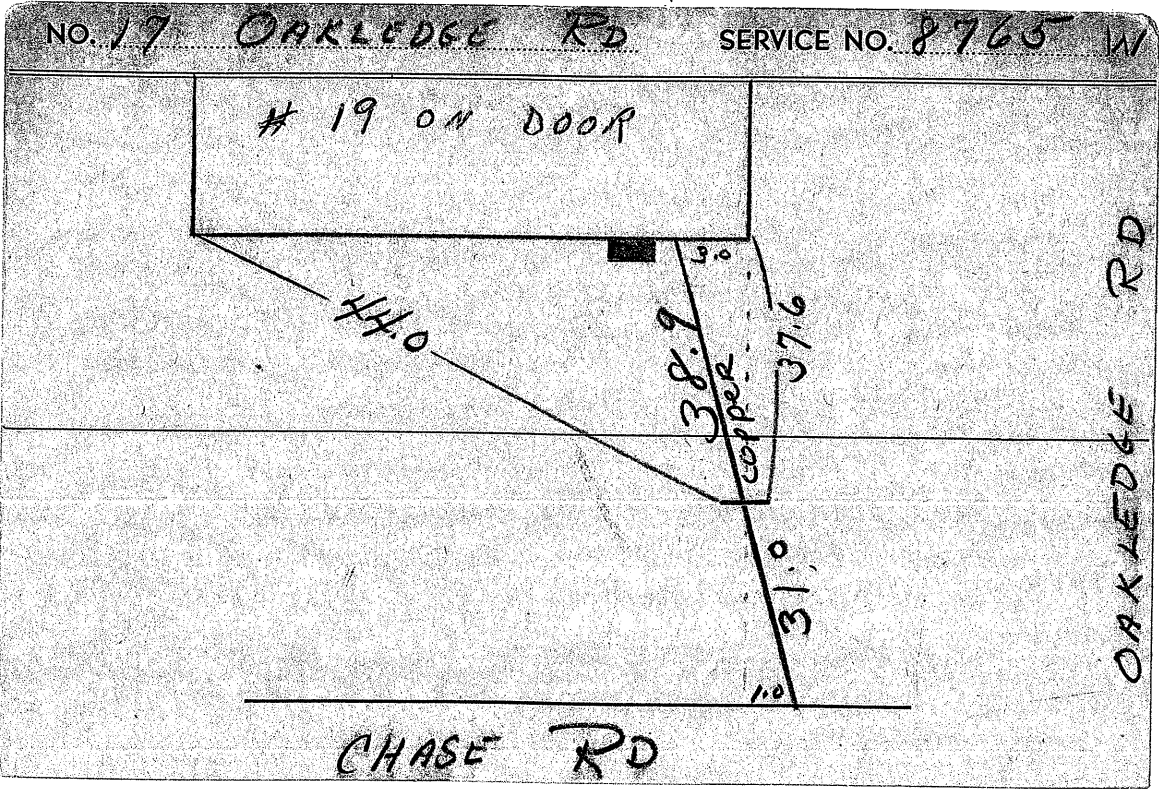 NO. 17 OAKLEDGE RD SERVICE NO. 8765 W
# 19 ON DOOR
3.0
44.0
38.9
COPPER
37.6
31.0
1.0
CHASE RD
OAKLEDGE RD